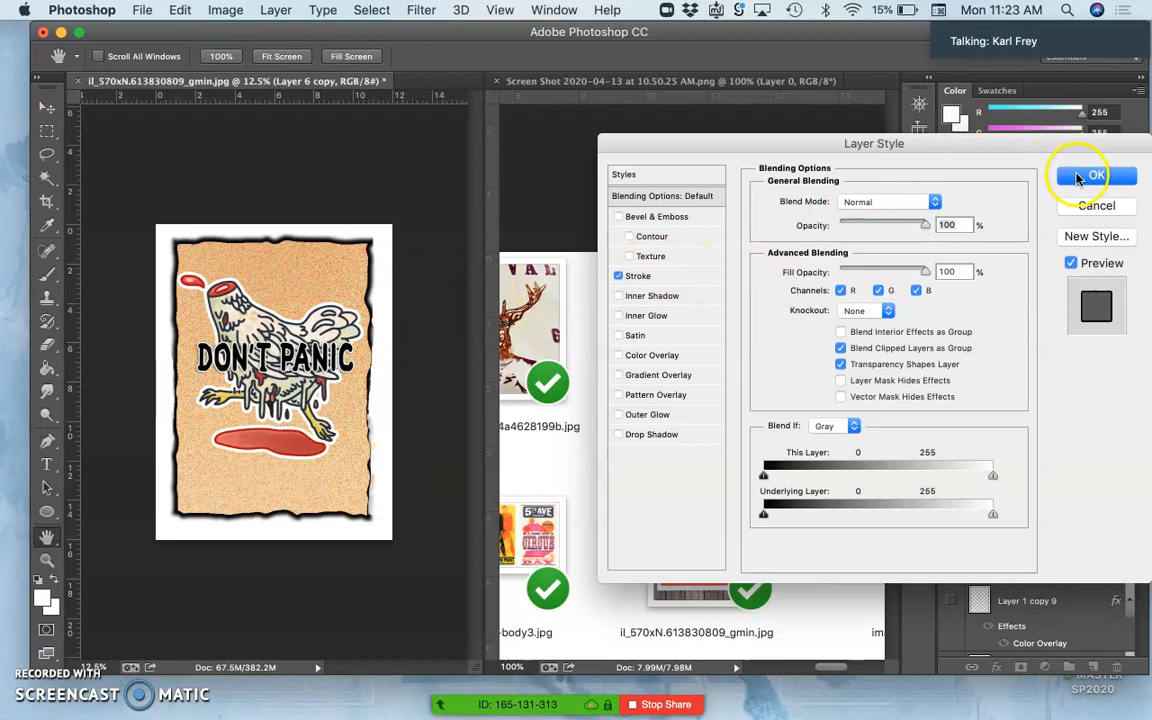 Photoshop File Edit Image Layer Type Select Filter 3D View Window Help 15% Mon 11:23 AM
Adobe Photoshop CC
Talking: Karl Frey
Scroll All Windows 100% Fit Screen Fill Screen
il_570xN.613830809_gmin.jpg @ 12.5% (Layer 6 copy, RGB/8#) *
Screen Shot 2020-04-13 at 10.50.25 AM.png @ 100% (Layer 0, RGB/8*)
Color Swatches
R 255
G
Layer Style
Styles
Blending Options: Default
Bevel & Emboss
Contour
Texture
Stroke
Inner Shadow
Inner Glow
Satin
Color Overlay
Gradient Overlay
Pattern Overlay
Outer Glow
Drop Shadow
Blending Options
General Blending
Blend Mode: Normal
Opacity: 100 %
Advanced Blending
Fill Opacity: 100 %
Channels: R G B
Knockout: None
Blend Interior Effects as Group
Blend Clipped Layers as Group
Transparency Shapes Layer
Layer Mask Hides Effects
Vector Mask Hides Effects
Blend If: Gray
This Layer: 0 255
Underlying Layer: 0 255
OK
Cancel
New Style...
Preview
DON'T PANIC
4a4628199b.jpg
5TH AVE
CIRCUS
-body3.jpg
il_570xN.613830809_gmin.jpg
Layer 1 copy 9
Effects
Color Overlay
12.5% Doc: 67.5M/382.2M
100% Doc: 7.99M/7.98M
RECORDED WITH
SCREENCAST MATIC
ID: 165-131-313
Stop Share
MASTER
SP2020